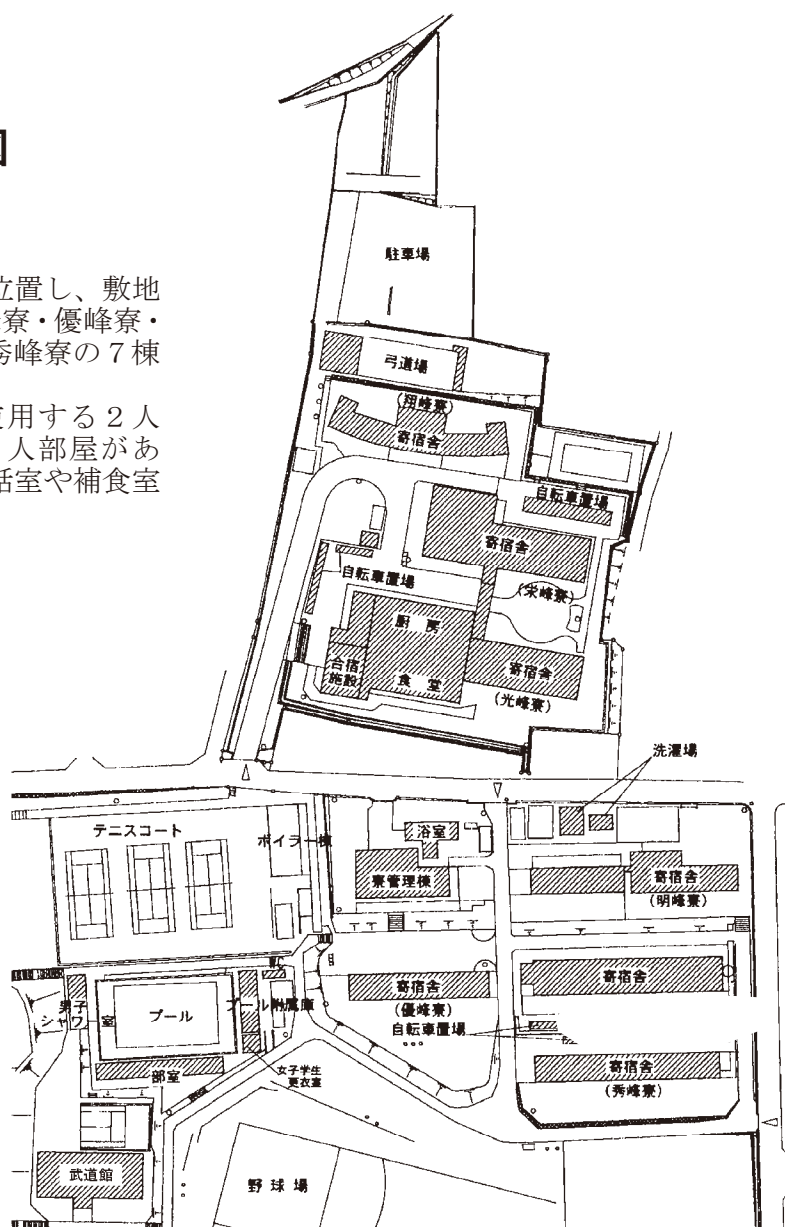 立置し、敷地
寮・優峰寮・
秀峰寮の７棟
用する２人
人部屋があ
話室や補食室
駐車場
弓道場
(翔峰寮)
寄宿舎
自転車置場
寄宿舎
自転車置場
(栄峰寮)
厨房
合宿
施設
食堂
寄宿舎
(光峰寮)
洗濯場
テニスコート
ボイラー棟
浴室
寮管理棟
寄宿舎
(明峰寮)
WC
男子
シャワー室
プール
プール附属庫
寄宿舎
(優峰寮)
自転車置場
寄宿舎
部室
女子学生
更衣室
寄宿舎
(秀峰寮)
武道館
野球場